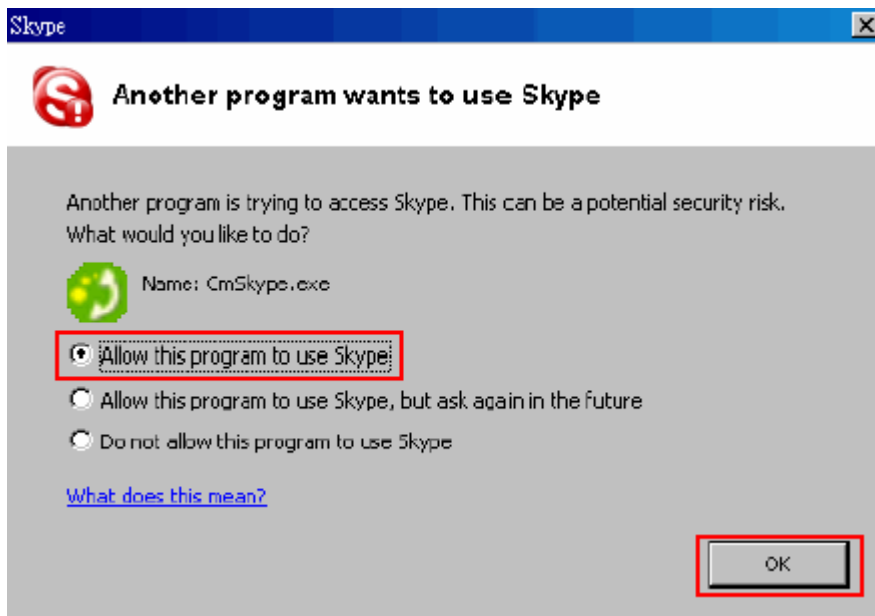 Skype
Another program wants to use Skype
Another program is trying to access Skype. This can be a potential security risk.
What would you like to do?
Name: CmSkype.exe
Allow this program to use Skype
Allow this program to use Skype, but ask again in the future
Do not allow this program to use Skype
What does this mean?
OK